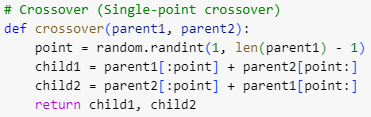 # Crossover (Single-point crossover)
def crossover(parent1, parent2):
    point = random.randint(1, len(parent1) - 1)
    child1 = parent1[:point] + parent2[point:]
    child2 = parent2[:point] + parent1[point:]
    return child1, child2